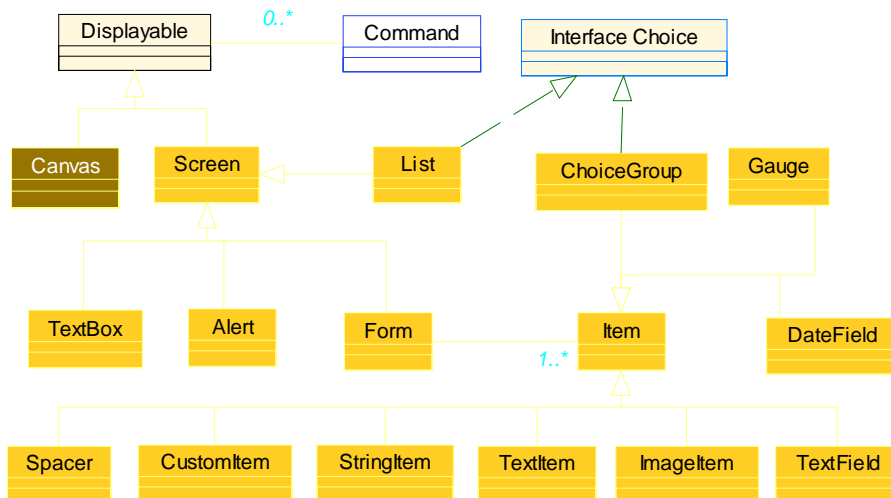 Displayable
0..*
Command
Interface Choice
Canvas
Screen
List
ChoiceGroup
Gauge
TextBox
Alert
Form
1..*
Item
DateField
Spacer
CustomItem
StringItem
TextItem
ImageItem
TextField